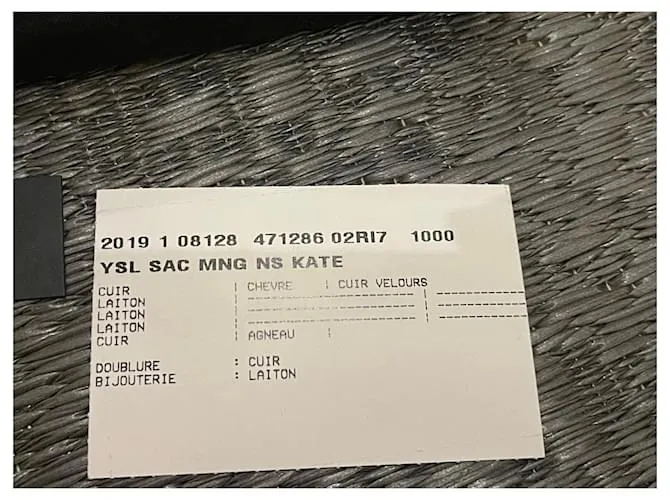 2019 1 08128 471286 02RI7 1000
YSL SAC MNG NS KATE
CUIR | CHEVRE | CUIR VELOURS
LAITON
LAITON
LAITON
CUIR | AGNEAU |
DOUBLURE : CUIR
BIJOUTERIE : LAITON